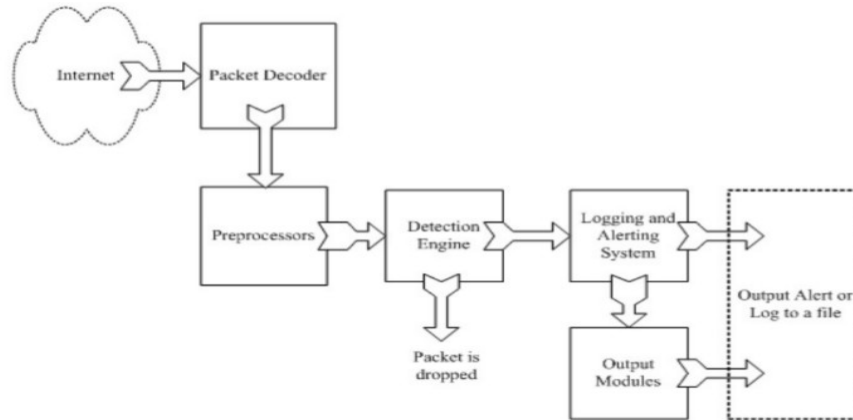 Internet
Packet Decoder
Preprocessors
Detection
Engine
Logging and
Alerting
System
Output Alert or
Log to a file
Packet is
dropped
Output
Modules